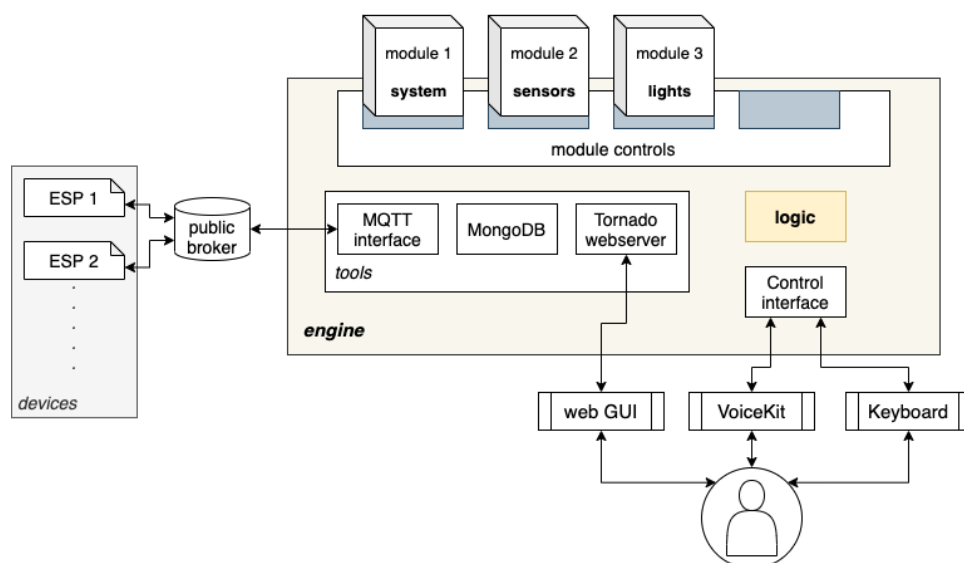 module 1
system
module 2
sensors
module 3
lights
module controls
ESP 1
ESP 2
devices
public
broker
MQTT
interface
MongoDB
Tornado
webserver
tools
logic
Control
interface
engine
web GUI
VoiceKit
Keyboard